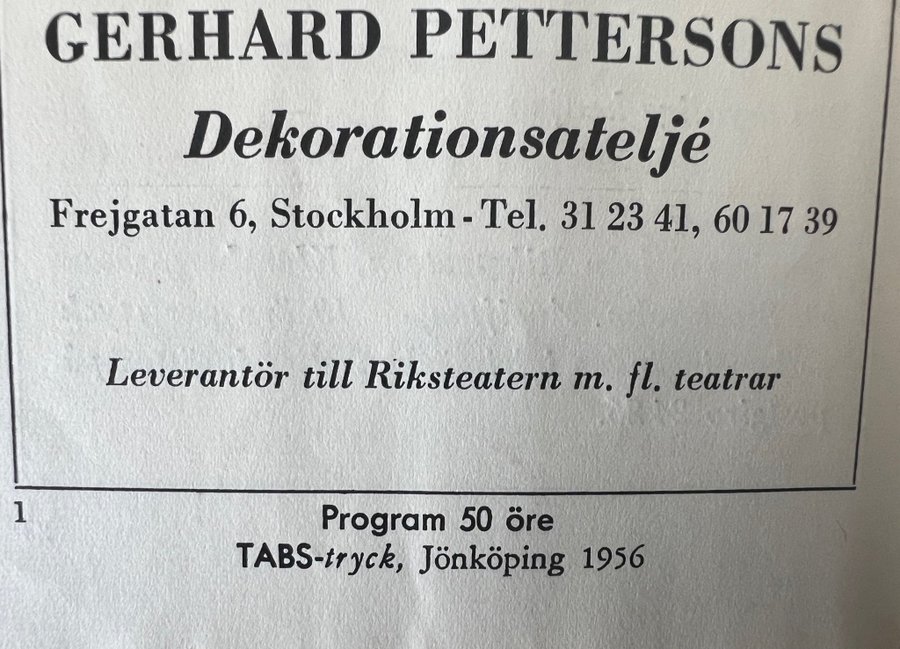 GERHARD PETTERSONS
Dekorationsateljé
Frejgatan 6, Stockholm - Tel. 31 23 41, 60 17 39
Leverantör till Riksteatern m. fl. teatrar
1
Program 50 öre
TABS-tryck, Jönköping 1956